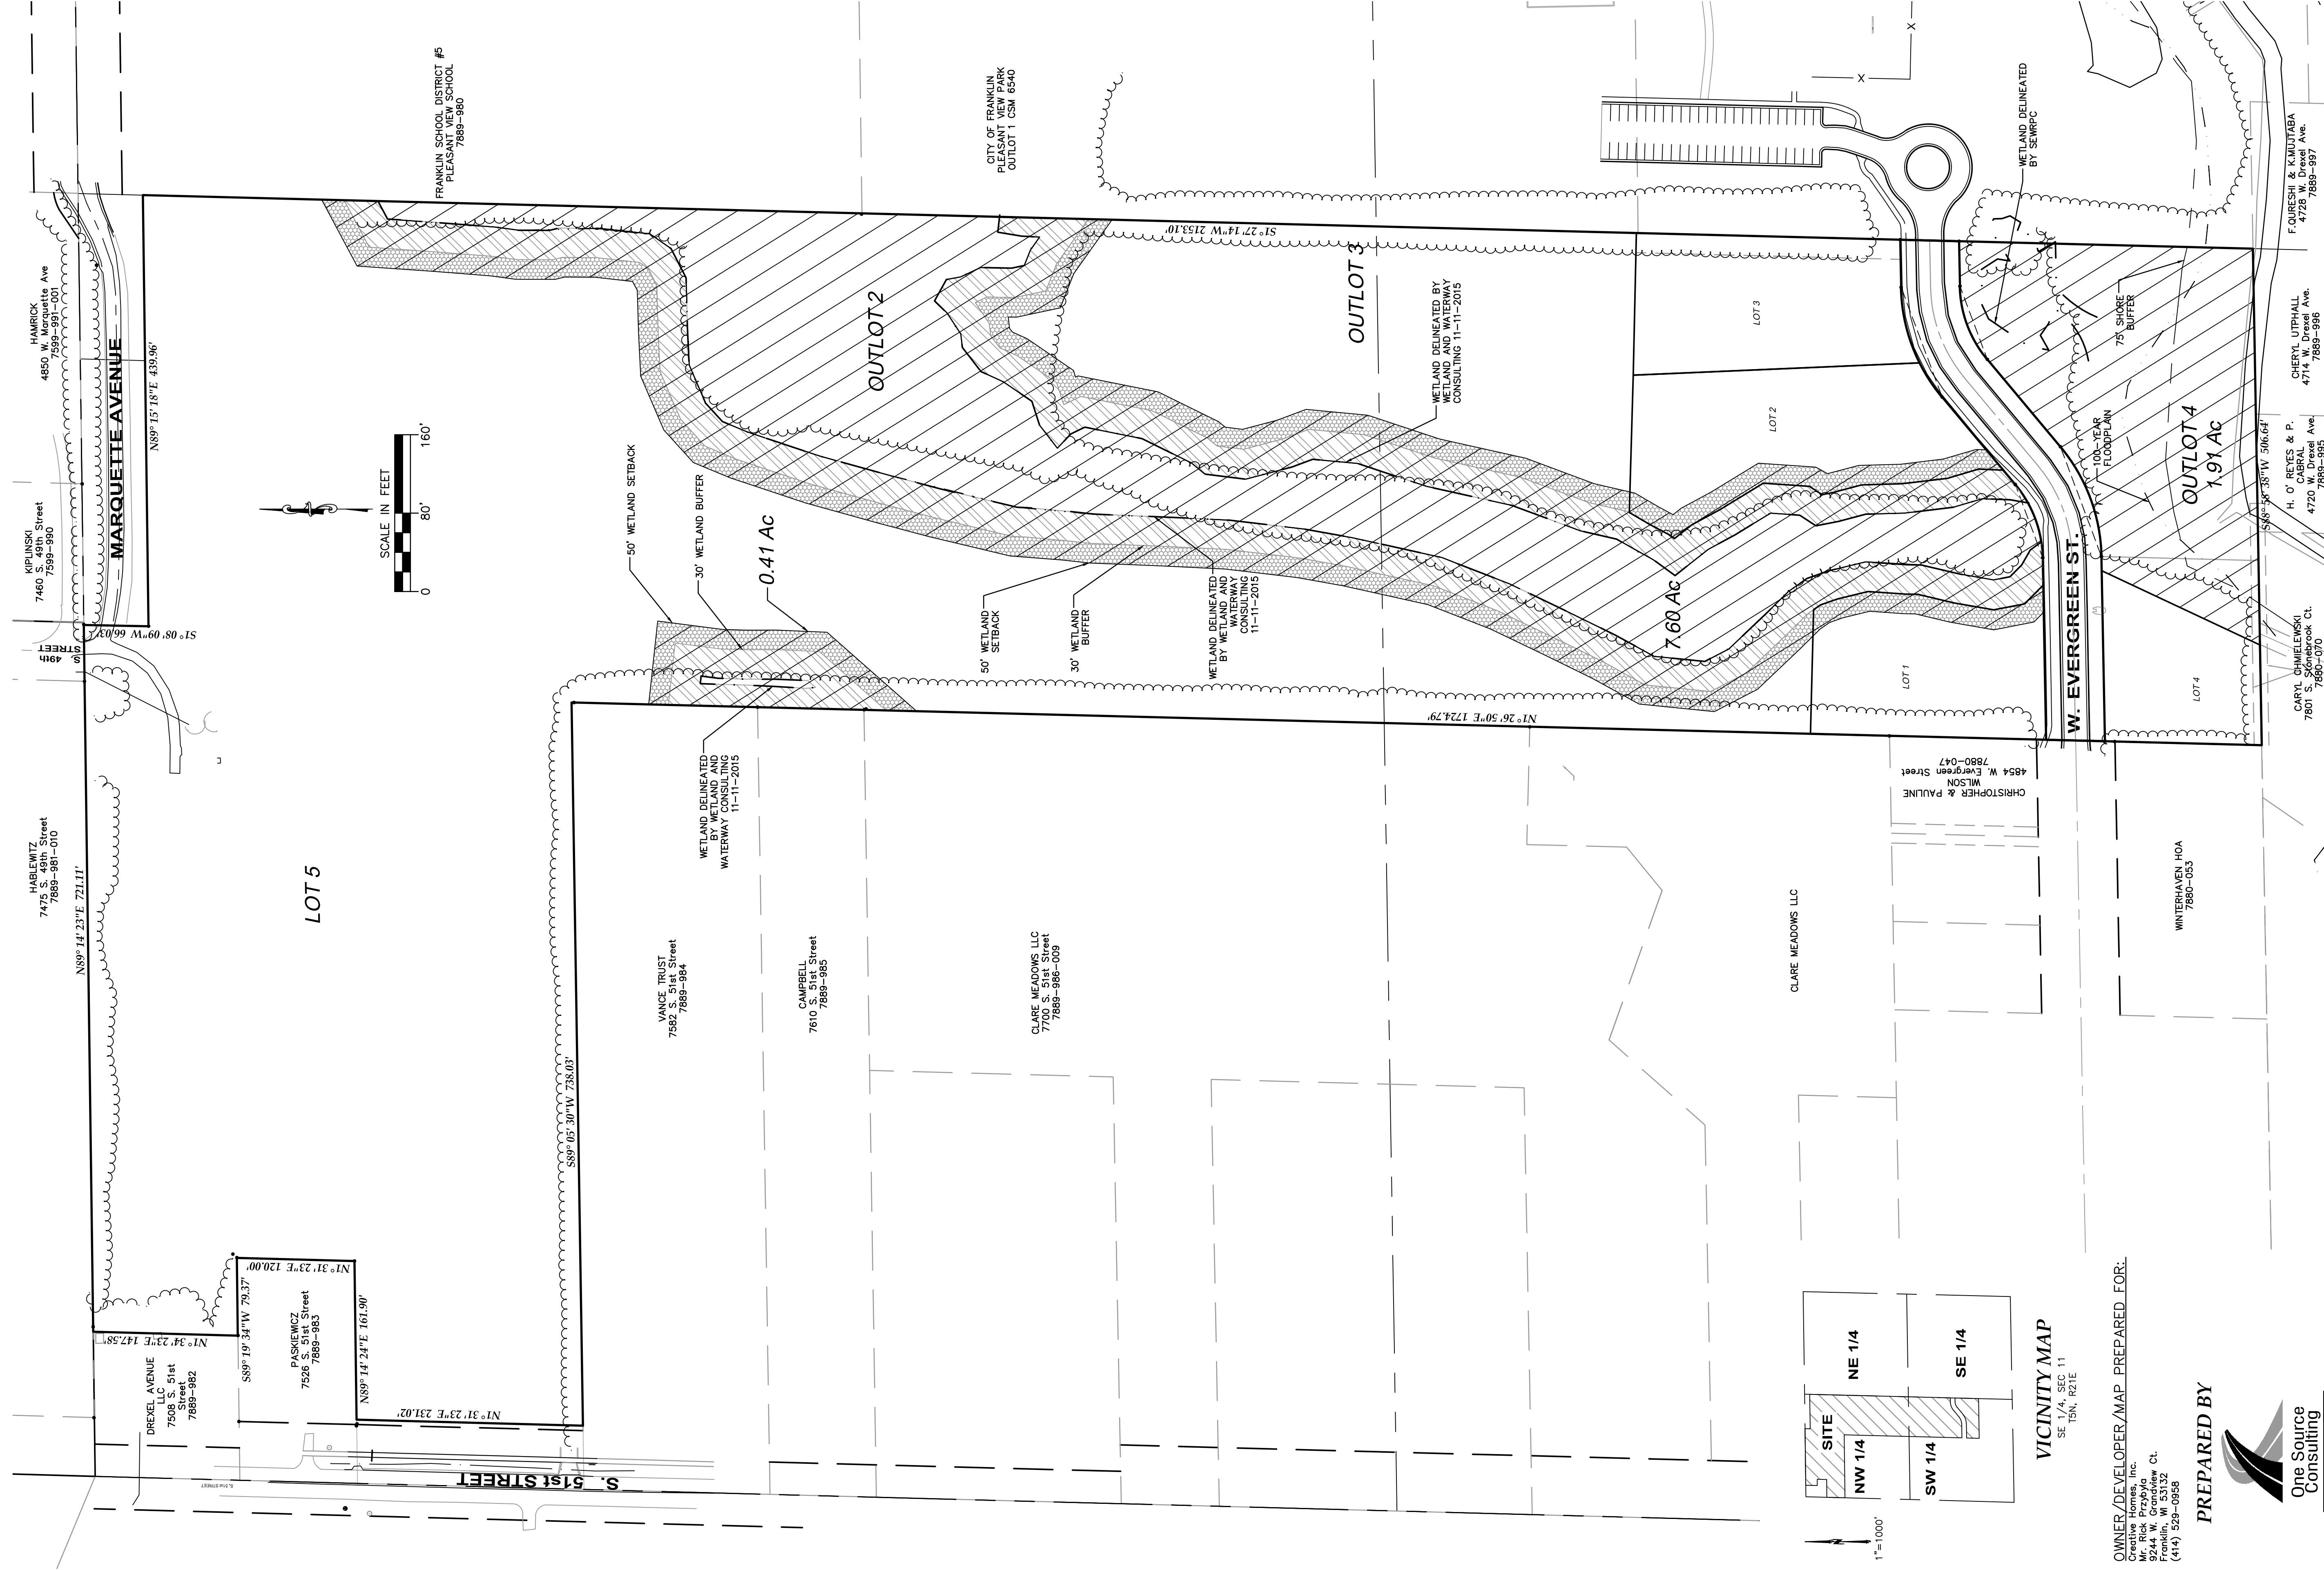 HAMRICK
4850 W. Marquette Ave
7599-991-001
KIPLINSKI
7460 S. 49th Street
7599-990
HABLEWITZ
7475 S. 49th Street
7889-981-010
S. 49th
STREET
S1° 08' 09"W 66.03'
MARQUETTE AVENUE
N89° 15' 18"E 439.96'
N89° 14' 23"E 721.11'
FRANKLIN SCHOOL DISTRICT #5
PLEASANT VIEW SCHOOL
7889-980
CITY OF FRANKLIN
PLEASANT VIEW PARK
OUTLOT 1 CSM 6540
SCALE IN FEET
0
80'
160'
LOT 5
DREXEL AVENUE
LLC
7508 S. 51st
Street
7889-982
N1° 34' 23"E 147.58'
S89° 19' 34"W 79.37'
N1° 31' 23"E 120.00'
PASKIEWICZ
7526 S. 51st Street
7889-983
N89° 14' 24"E 161.90'
N1° 31' 23"E 231.02'
S. 51st STREET
S. 51st STREET
S89° 05' 30"W 738.03'
50' WETLAND SETBACK
30' WETLAND BUFFER
0.41 Ac
WETLAND DELINEATED
BY WETLAND AND
WATERWAY CONSULTING
11-11-2015
VANCE TRUST
7582 S. 51st Street
7889-984
CAMPBELL
7610 S. 51st Street
7889-985
CLARE MEADOWS LLC
7700 S. 51st Street
7889-986-009
OUTLOT 2
S1° 27' 14"W 2153.10'
OUTLOT 3
50' WETLAND
SETBACK
30' WETLAND
BUFFER
WETLAND DELINEATED
BY WETLAND AND
WATERWAY
CONSULTING
11-11-2015
WETLAND DELINEATED BY
WETLAND AND WATERWAY
CONSULTING 11-11-2015
N1° 26' 50"E 1724.79'
7.60 Ac
LOT 3
LOT 2
LOT 1
LOT 4
X
X
WETLAND DELINEATED
BY SEWRPC
75' SHORE
BUFFER
100-YEAR
FLOODPLAIN
OUTLOT 4
1.91 Ac
W. EVERGREEN ST.
S88° 58' 38"W 506.64'
F.QURESHI & K.MUJTABA
4728 W. Drexel Ave.
7889-997
CHERYL UTPHALL
4714 W. Drexel Ave.
7889-996
H. O' REYES & P.
CABRAL
4720 W. Drexel Ave.
7889-995
CARYL CHMIELEWSKI
7801 S. Stonebrook Ct.
7880-070
CHRISTOPHER & PAULINE
WILSON
4854 W. Evergreen Street
7880-047
CLARE MEADOWS LLC
WINTERHAVEN HOA
7880-053
NE 1/4
SE 1/4
SITE
NW 1/4
SW 1/4
1"=1000'
VICINITY MAP
SE 1/4, SEC 11
T5N, R21E
OWNER/DEVELOPER/MAP PREPARED FOR:
Creative Homes, Inc.
Mr. Rick Przybyla
9244 W. Grandview Ct.
Franklin, WI 53132
(414) 529-0958
PREPARED BY
One Source
Consulting